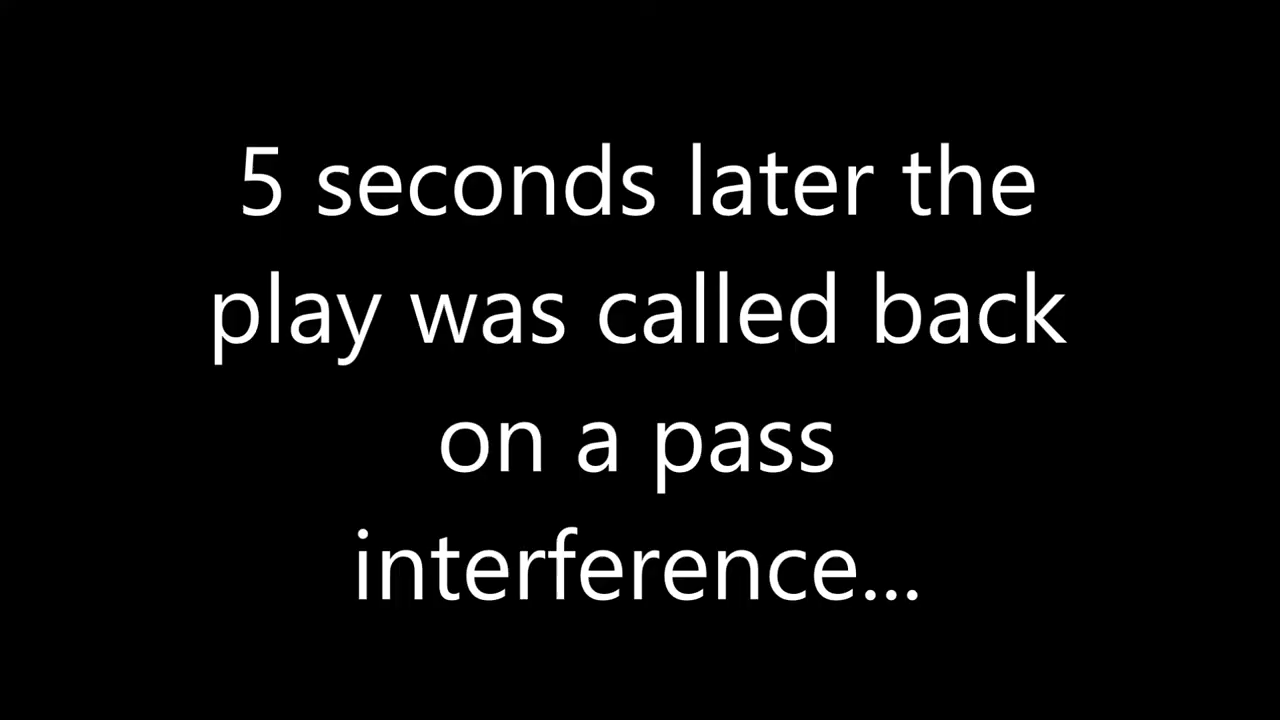 5 seconds later the
play was called back
on a pass
interference...